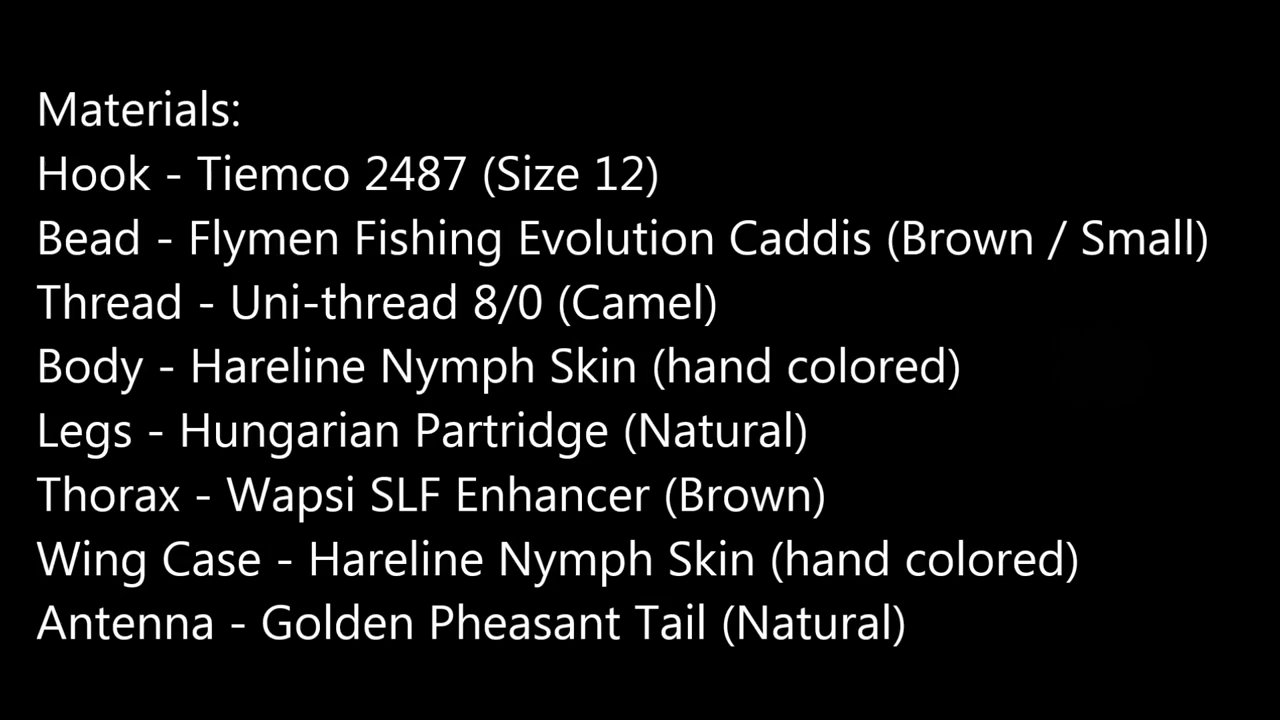 Materials:
Hook - Tiemco 2487 (Size 12)
Bead - Flymen Fishing Evolution Caddis (Brown / Small)
Thread - Uni-thread 8/0 (Camel)
Body - Hareline Nymph Skin (hand colored)
Legs - Hungarian Partridge (Natural)
Thorax - Wapsi SLF Enhancer (Brown)
Wing Case - Hareline Nymph Skin (hand colored)
Antenna - Golden Pheasant Tail (Natural)